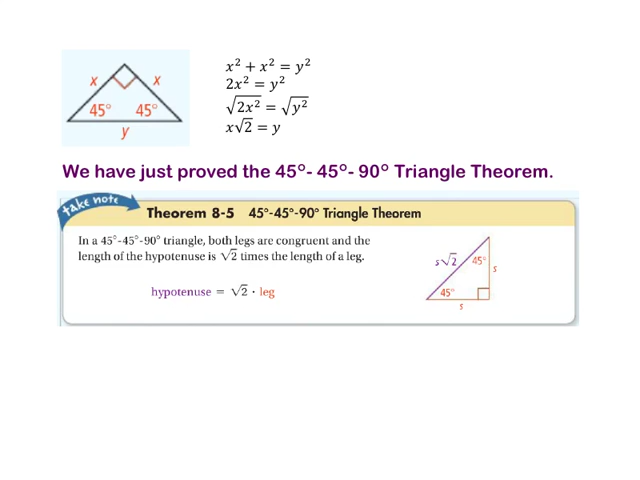 x
x
45°
45°
y
x² + x² = y²
2x² = y²
√2x² = √y²
x√2 = y
We have just proved the 45°- 45°- 90° Triangle Theorem.
take note
Theorem 8-5 45°-45°-90° Triangle Theorem
In a 45°-45°-90° triangle, both legs are congruent and the
length of the hypotenuse is √2 times the length of a leg.
hypotenuse = √2 · leg
s√2
45°
s
45°
s